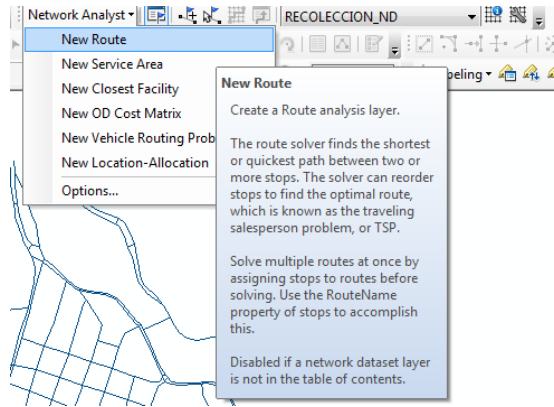 Network Analyst
RECOLECCION_ND
New Route
New Service Area
New Closest Facility
New OD Cost Matrix
New Vehicle Routing Prob
New Location-Allocation
Options...
beling
New Route
Create a Route analysis layer.
The route solver finds the shortest
or quickest path between two or
more stops. The solver can reorder
stops to find the optimal route,
which is known as the traveling
salesperson problem, or TSP.
Solve multiple routes at once by
assigning stops to routes before
solving. Use the RouteName
property of stops to accomplish
this.
Disabled if a network dataset layer
is not in the table of contents.